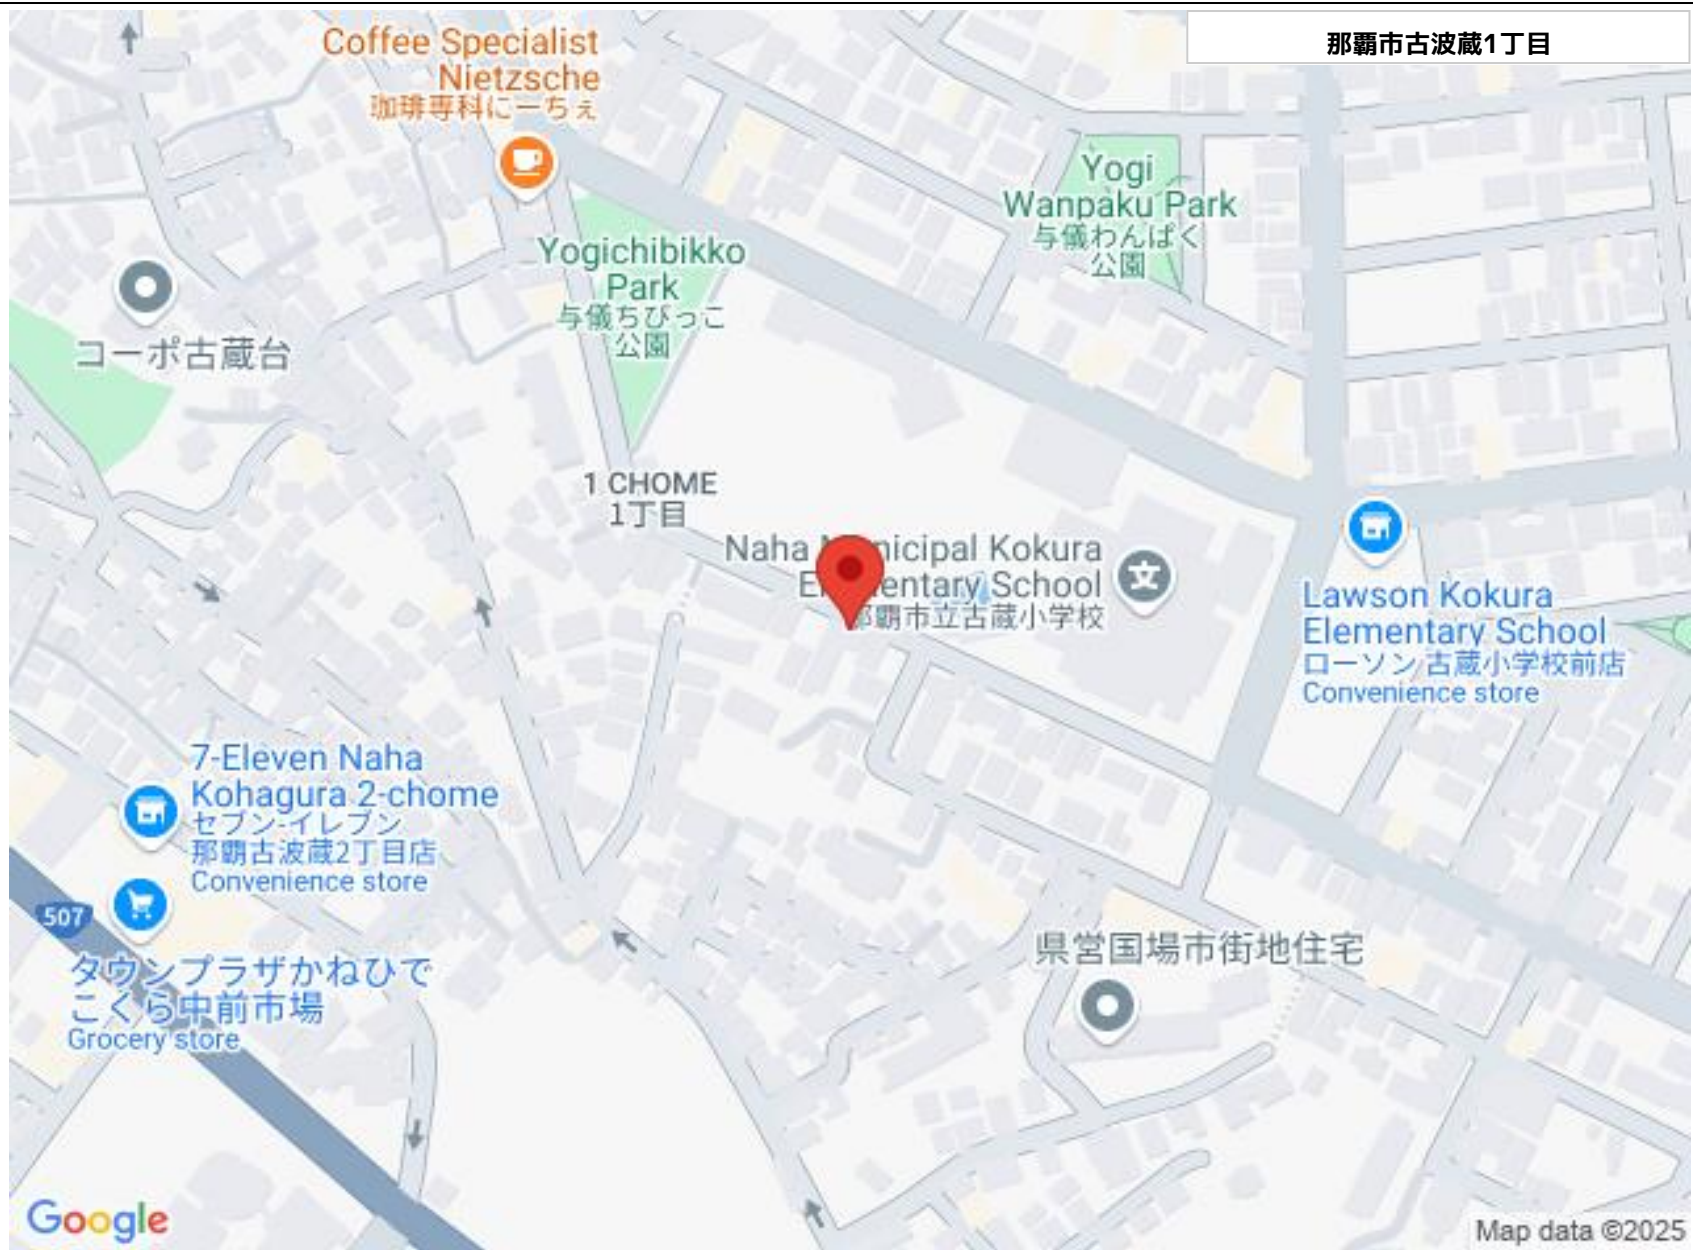 那覇市古波蔵1丁目
Coffee Specialist
Nietzsche
珈琲専科にーちぇ
Yogi
Wanpaku Park
与儀わんぱく
公園
Yogichibikko
Park
与儀ちびっこ
公園
コーポ古蔵台
1 CHOME
1丁目
Naha Municipal Kokura
Elementary School
那覇市立古蔵小学校
文
Lawson Kokura
Elementary School
ローソン 古蔵小学校前店
Convenience store
7-Eleven Naha
Kohagura 2-chome
セブン-イレブン
那覇古波蔵2丁目店
Convenience store
507
タウンプラザかねひで
こくら中前市場
Grocery store
県営国場市街地住宅
Google
Map data ©2025